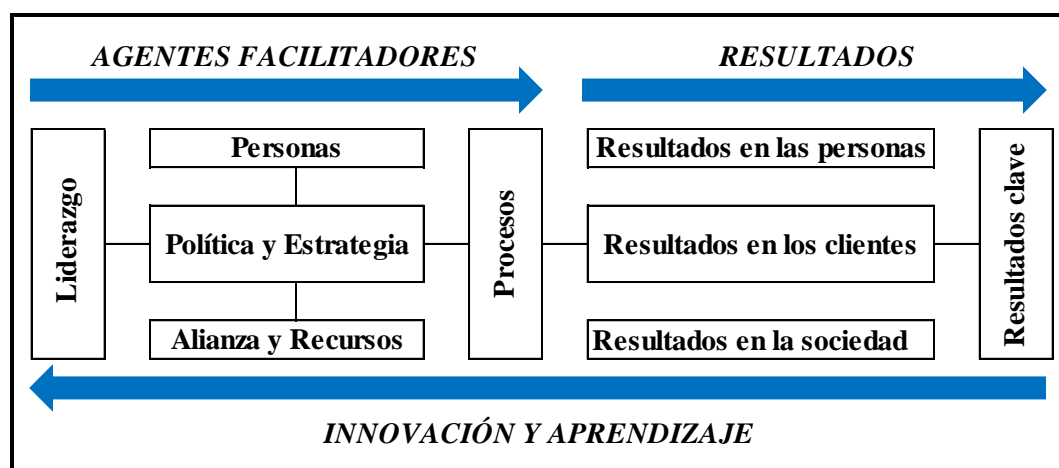 AGENTES FACILITADORES
RESULTADOS
Liderazgo
Personas
Política y Estrategia
Alianza y Recursos
Procesos
Resultados en las personas
Resultados en los clientes
Resultados en la sociedad
Resultados clave
INNOVACIÓN Y APRENDIZAJE